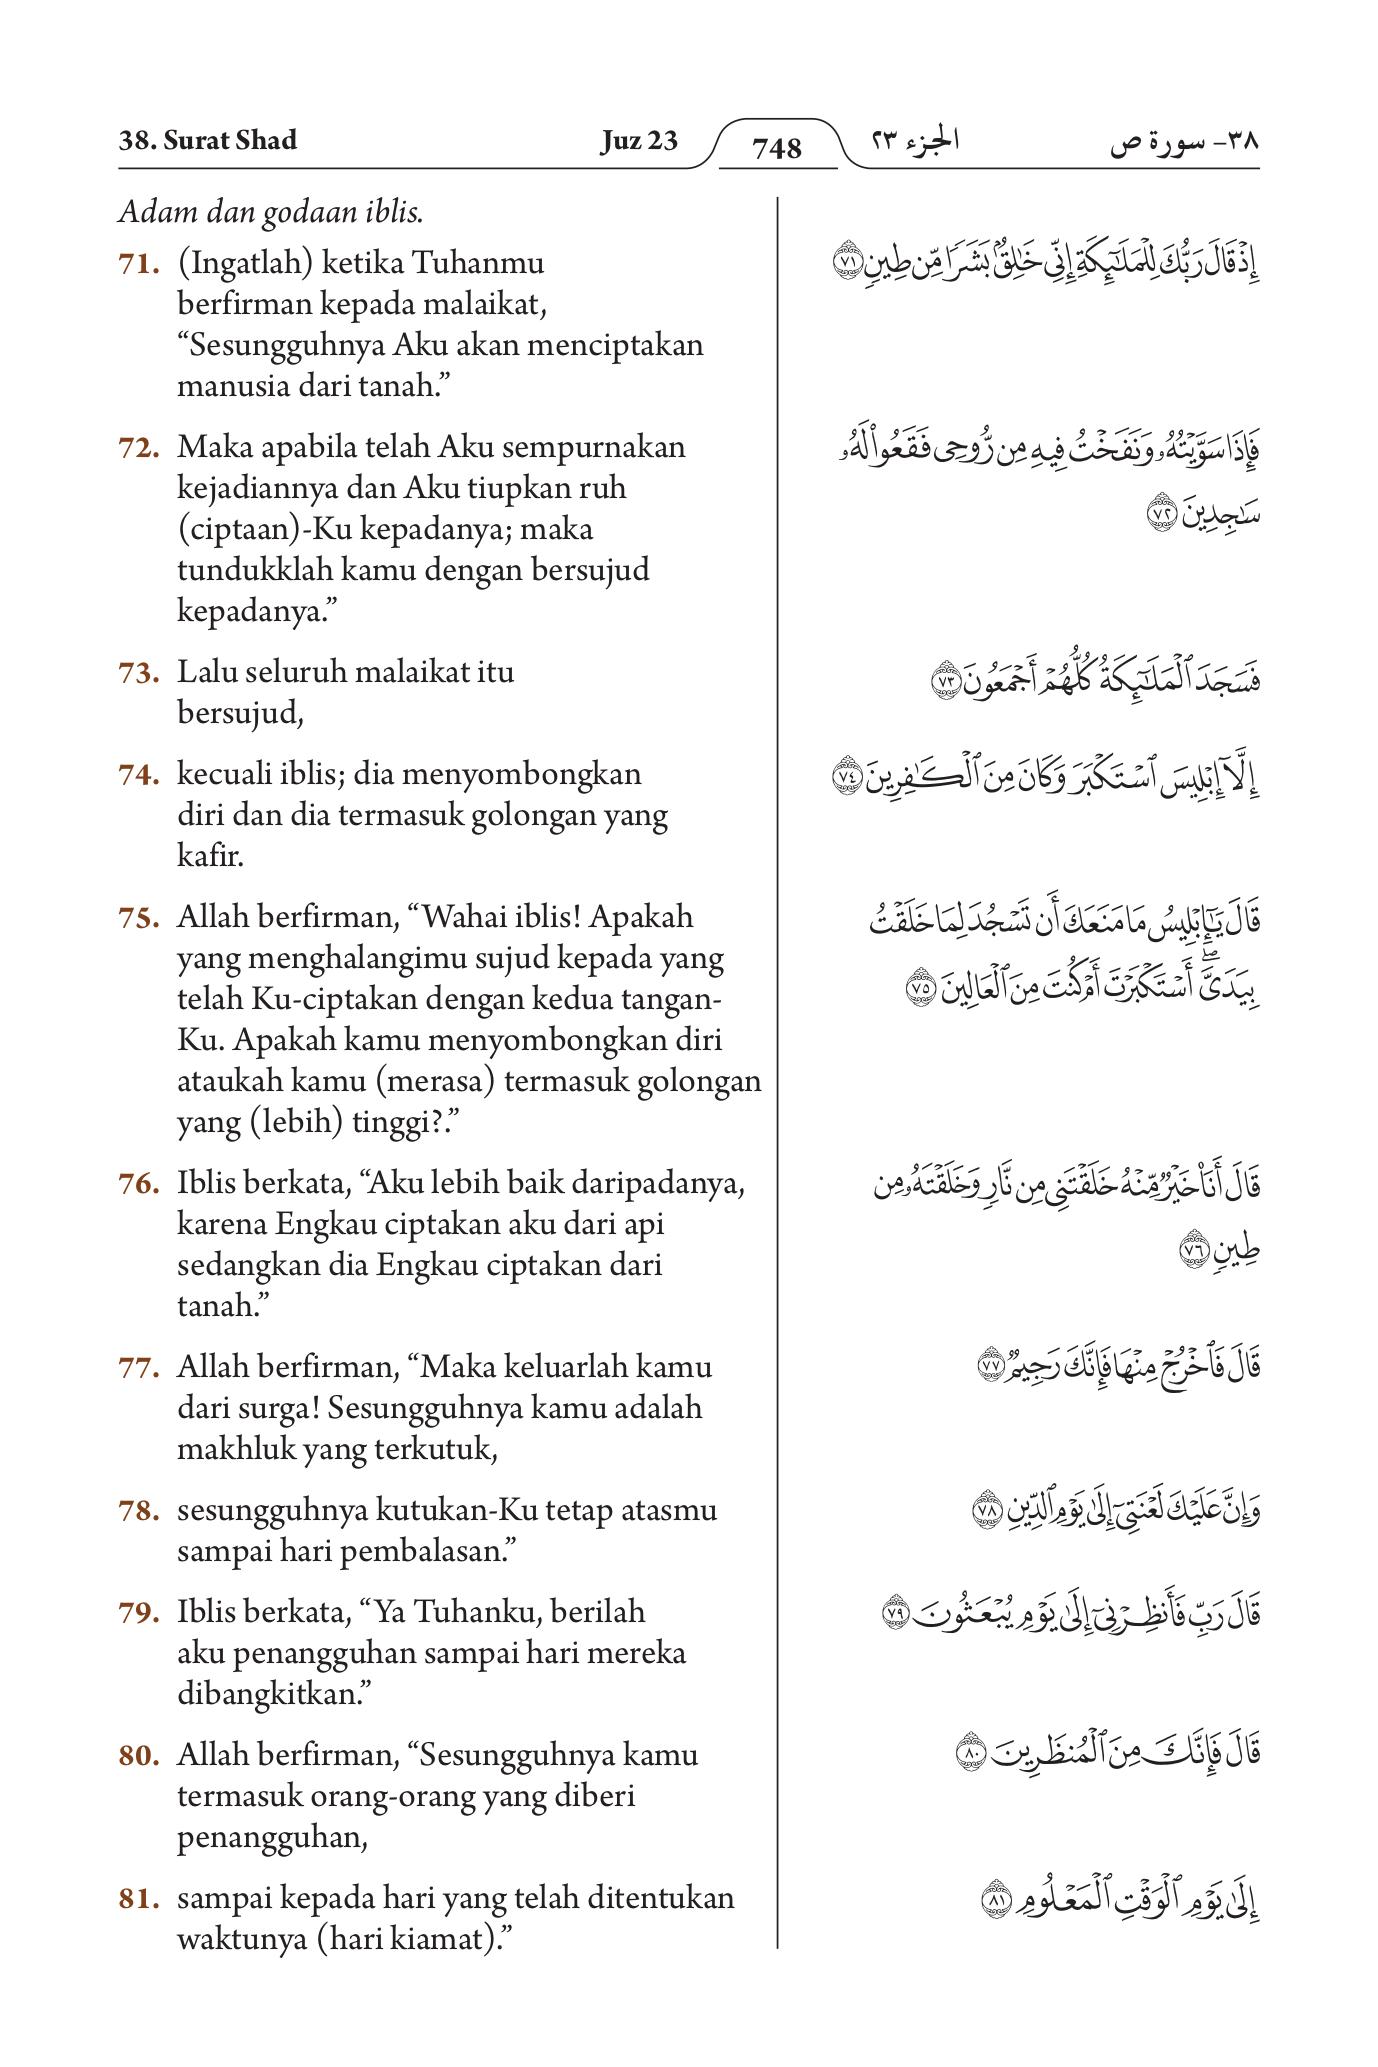 38. Surat Shad
Juz 23
748
الجزء ٢٣
٣٨- سورة ص
Adam dan godaan iblis.
71. (Ingatlah) ketika Tuhanmu
berfirman kepada malaikat,
“Sesungguhnya Aku akan menciptakan
manusia dari tanah.”
72. Maka apabila telah Aku sempurnakan
kejadiannya dan Aku tiupkan ruh
(ciptaan)-Ku kepadanya; maka
tundukklah kamu dengan bersujud
kepadanya.”
73. Lalu seluruh malaikat itu
bersujud,
74. kecuali iblis; dia menyombongkan
diri dan dia termasuk golongan yang
kafir.
75. Allah berfirman, “Wahai iblis! Apakah
yang menghalangimu sujud kepada yang
telah Ku-ciptakan dengan kedua tangan-
Ku. Apakah kamu menyombongkan diri
ataukah kamu (merasa) termasuk golongan
yang (lebih) tinggi?.”
76. Iblis berkata, “Aku lebih baik daripadanya,
karena Engkau ciptakan aku dari api
sedangkan dia Engkau ciptakan dari
tanah.”
77. Allah berfirman, “Maka keluarlah kamu
dari surga! Sesungguhnya kamu adalah
makhluk yang terkutuk,
78. sesungguhnya kutukan-Ku tetap atasmu
sampai hari pembalasan.”
79. Iblis berkata, “Ya Tuhanku, berilah
aku penangguhan sampai hari mereka
dibangkitkan.”
80. Allah berfirman, “Sesungguhnya kamu
termasuk orang-orang yang diberi
penangguhan,
81. sampai kepada hari yang telah ditentukan
waktunya (hari kiamat).”
إِذْ قَالَ رَبُّكَ لِلْمَلَٰٓئِكَةِ إِنِّى خَٰلِقٌۢ بَشَرًا مِّن طِينٍ ٧١
فَإِذَا سَوَّيْتُهُۥ وَنَفَخْتُ فِيهِ مِن رُّوحِى فَقَعُوا۟ لَهُۥ
سَٰجِدِينَ ٧٢
فَسَجَدَ ٱلْمَلَٰٓئِكَةُ كُلُّهُمْ أَجْمَعُونَ ٧٣
إِلَّآ إِبْلِيسَ ٱسْتَكْبَرَ وَكَانَ مِنَ ٱلْكَٰفِرِينَ ٧٤
قَالَ يَٰٓإِبْلِيسُ مَا مَنَعَكَ أَن تَسْجُدَ لِمَا خَلَقْتُ
بِيَدَىَّ ۖ أَسْتَكْبَرْتَ أَمْ كُنتَ مِنَ ٱلْعَالِينَ ٧٥
قَالَ أَنَا۠ خَيْرٌ مِّنْهُ خَلَقْتَنِى مِن نَّارٍ وَخَلَقْتَهُۥ مِن
طِينٍ ٧٦
قَالَ فَٱخْرُجْ مِنْهَا فَإِنَّكَ رَجِيمٌ ٧٧
وَإِنَّ عَلَيْكَ لَعْنَتِىٓ إِلَىٰ يَوْمِ ٱلدِّينِ ٧٨
قَالَ رَبِّ فَأَنظِرْنِىٓ إِلَىٰ يَوْمِ يُبْعَثُونَ ٧٩
قَالَ فَإِنَّكَ مِنَ ٱلْمُنظَرِينَ ٨٠
إِلَىٰ يَوْمِ ٱلْوَقْتِ ٱلْمَعْلُومِ ٨١